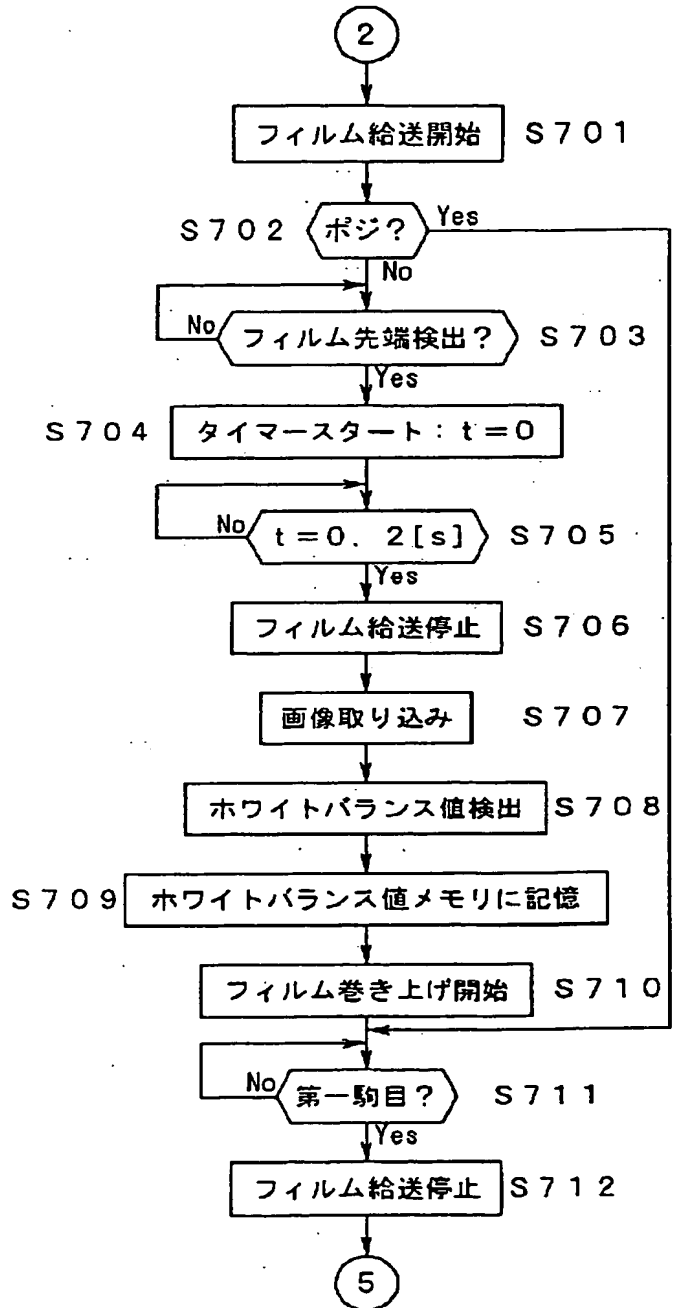 2
フィルム給送開始 S701
S702 ポジ? Yes
No
No フィルム先端検出? S703
Yes
S704 タイマースタート：t=0
No t=0．2[s] S705
Yes
フィルム給送停止 S706
画像取り込み S707
ホワイトバランス値検出 S708
S709 ホワイトバランス値メモリに記憶
フィルム巻き上げ開始 S710
No 第一駒目? S711
Yes
フィルム給送停止 S712
5